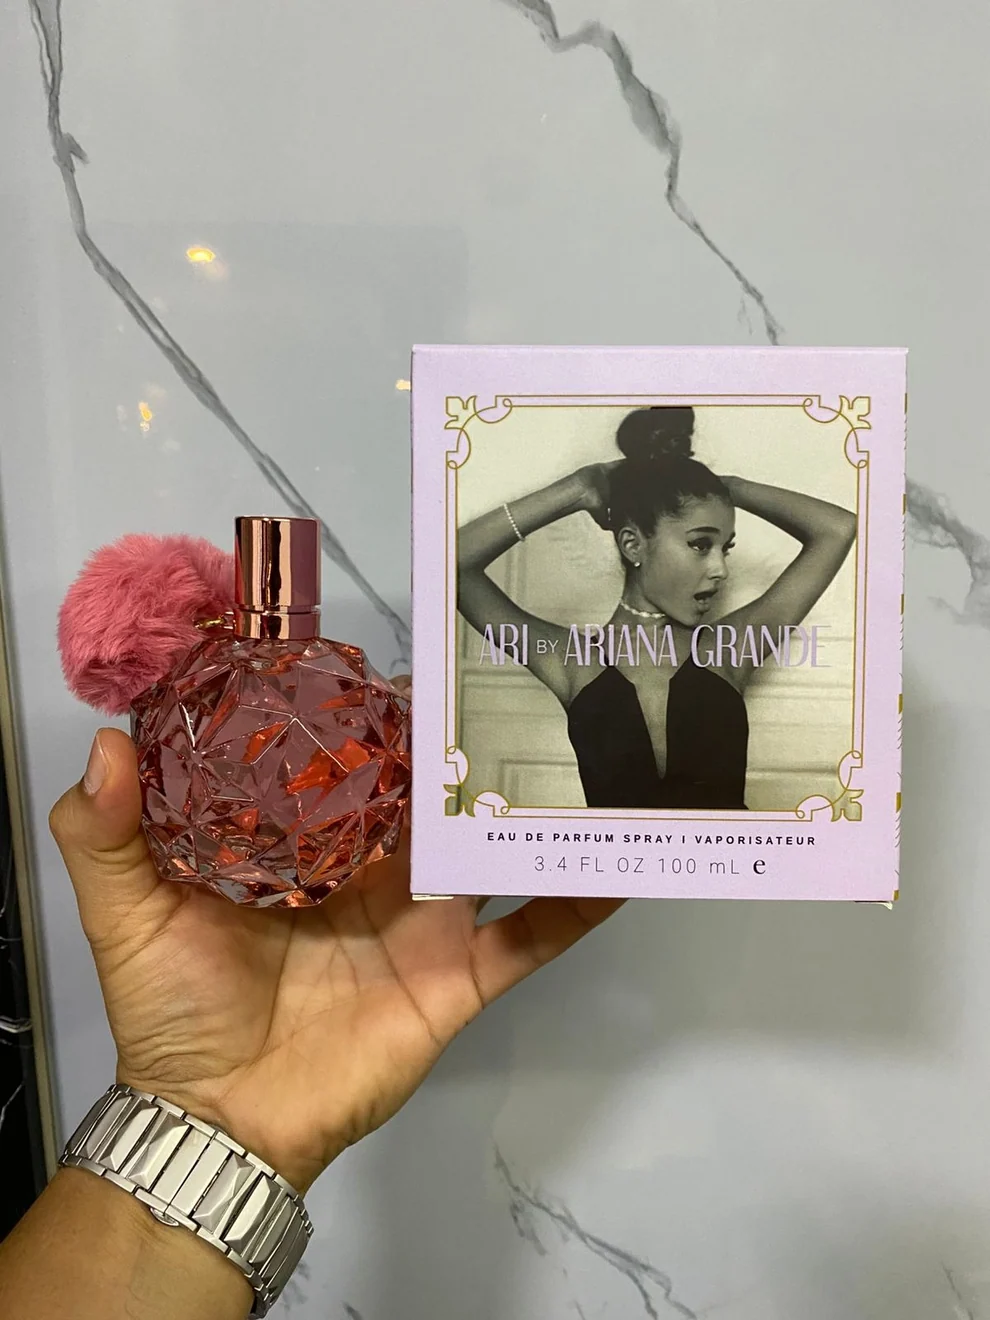 ARI BY ARIANA GRANDE
EAU DE PARFUM SPRAY I VAPORISATEUR
3.4 FL OZ 100 mL ℮